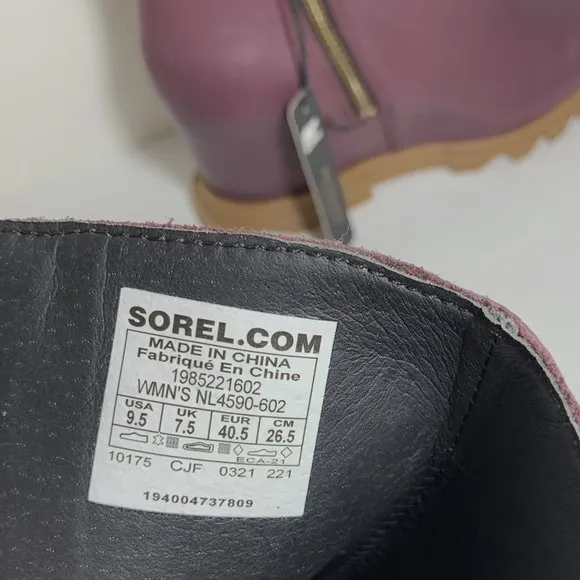 SOREL.COM
MADE IN CHINA
Fabriqué En Chine
1985221602
WMN'S NL4590-602
USA UK EUR CM
9.5 7.5 40.5 26.5
ECA-21
10175 CJF 0321 221
194004737809